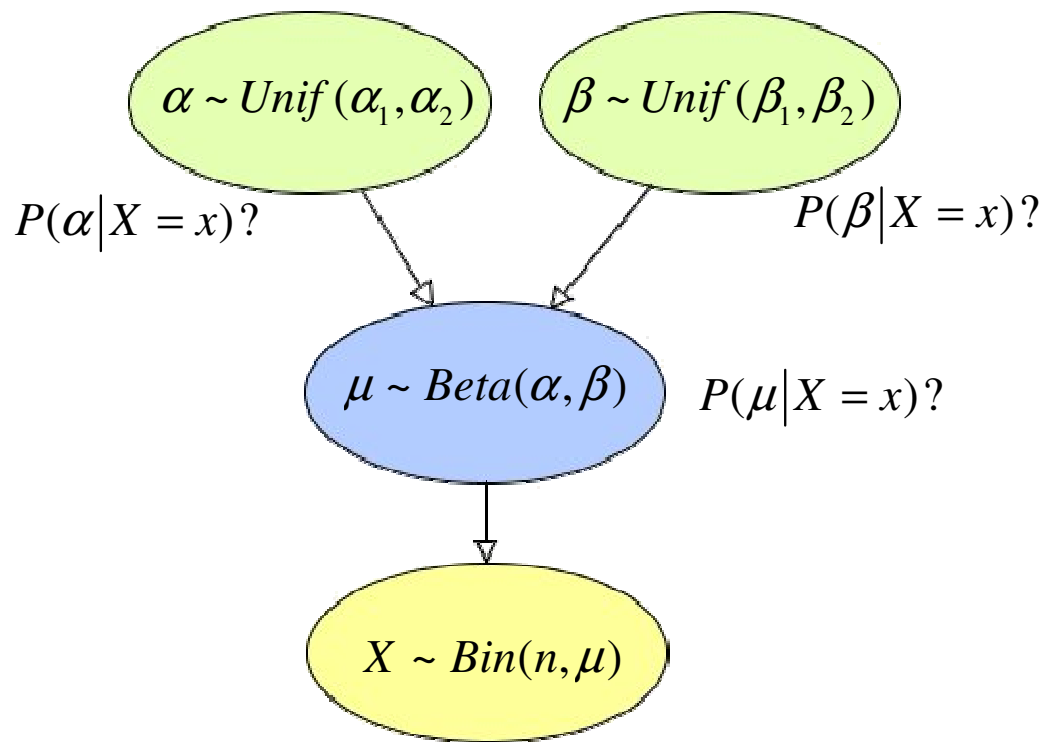 α ~ Unif (α₁,α₂)
β ~ Unif (β₁,β₂)
P(α|X = x)?
P(β|X = x)?
μ ~ Beta(α, β)
P(μ|X = x)?
X ~ Bin(n, μ)